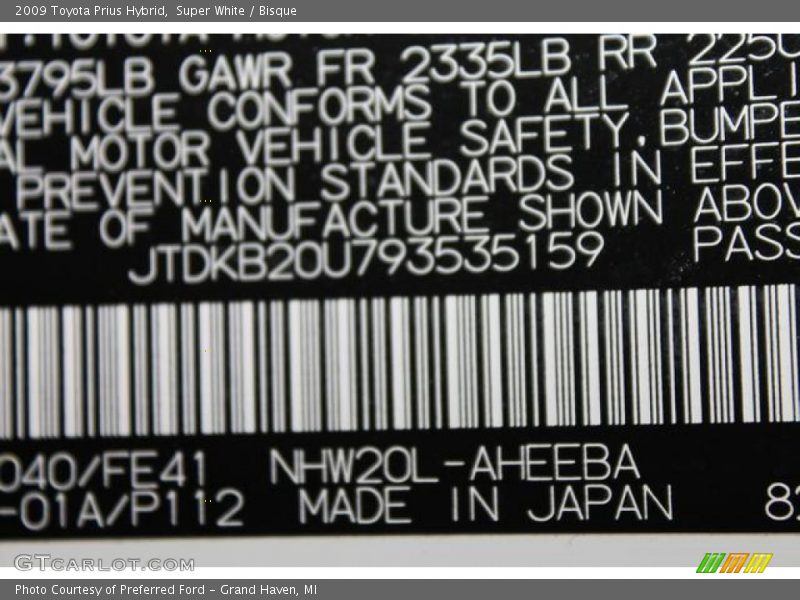 2009 Toyota Prius Hybrid, Super White / Bisque
3795LB GAWR FR 2335LB RR
VEHICLE CONFORMS TO ALL APPLI
AL MOTOR VEHICLE SAFETY, BUMPE
PREVENTION STANDARDS IN EFFE
ATE OF MANUFACTURE SHOWN ABOV
JTDKB20U793535159 PASS
040/FE41 NHW20L-AHEEBA
-01A/P112 MADE IN JAPAN 82
GTCARLOT.COM
Photo Courtesy of Preferred Ford - Grand Haven, MI